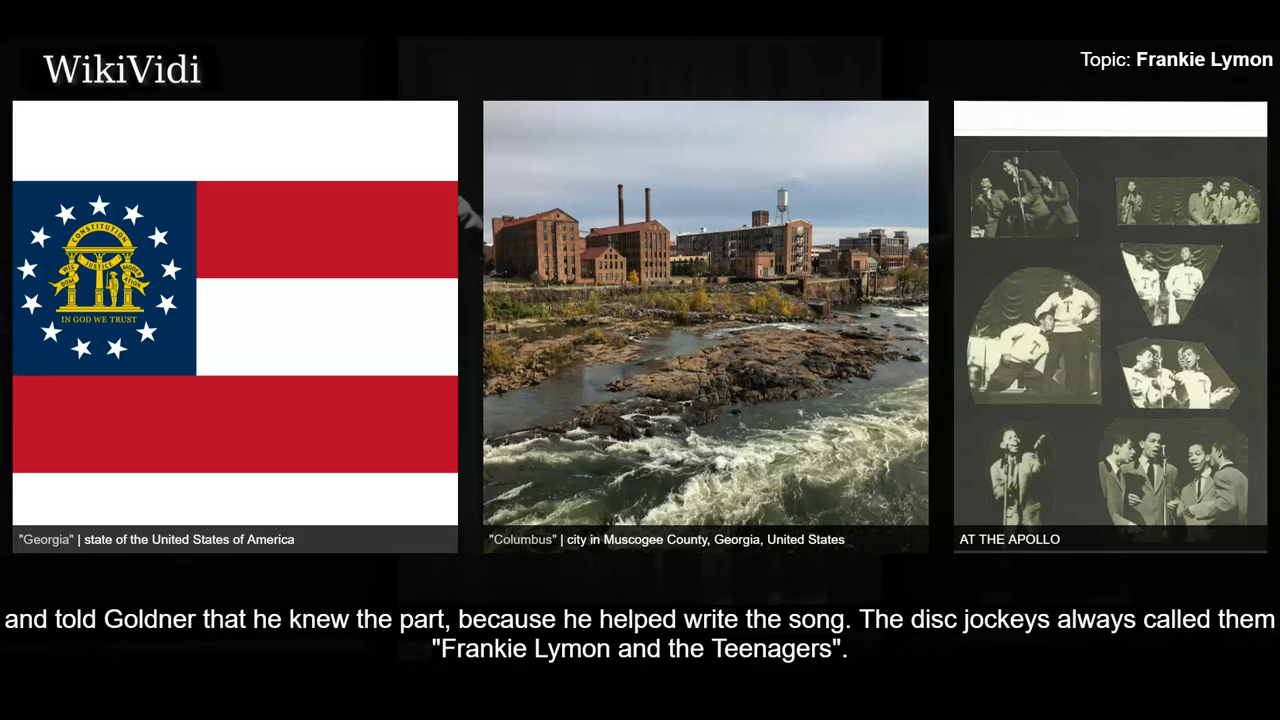 WikiVidi
Topic: Frankie Lymon
CONSTITUTION
WISDOM
JUSTICE
MODERATION
IN GOD WE TRUST
"Georgia" | state of the United States of America
"Columbus" | city in Muscogee County, Georgia, United States
T
T
T
T
AT THE APOLLO
and told Goldner that he knew the part, because he helped write the song. The disc jockeys always called them
"Frankie Lymon and the Teenagers".